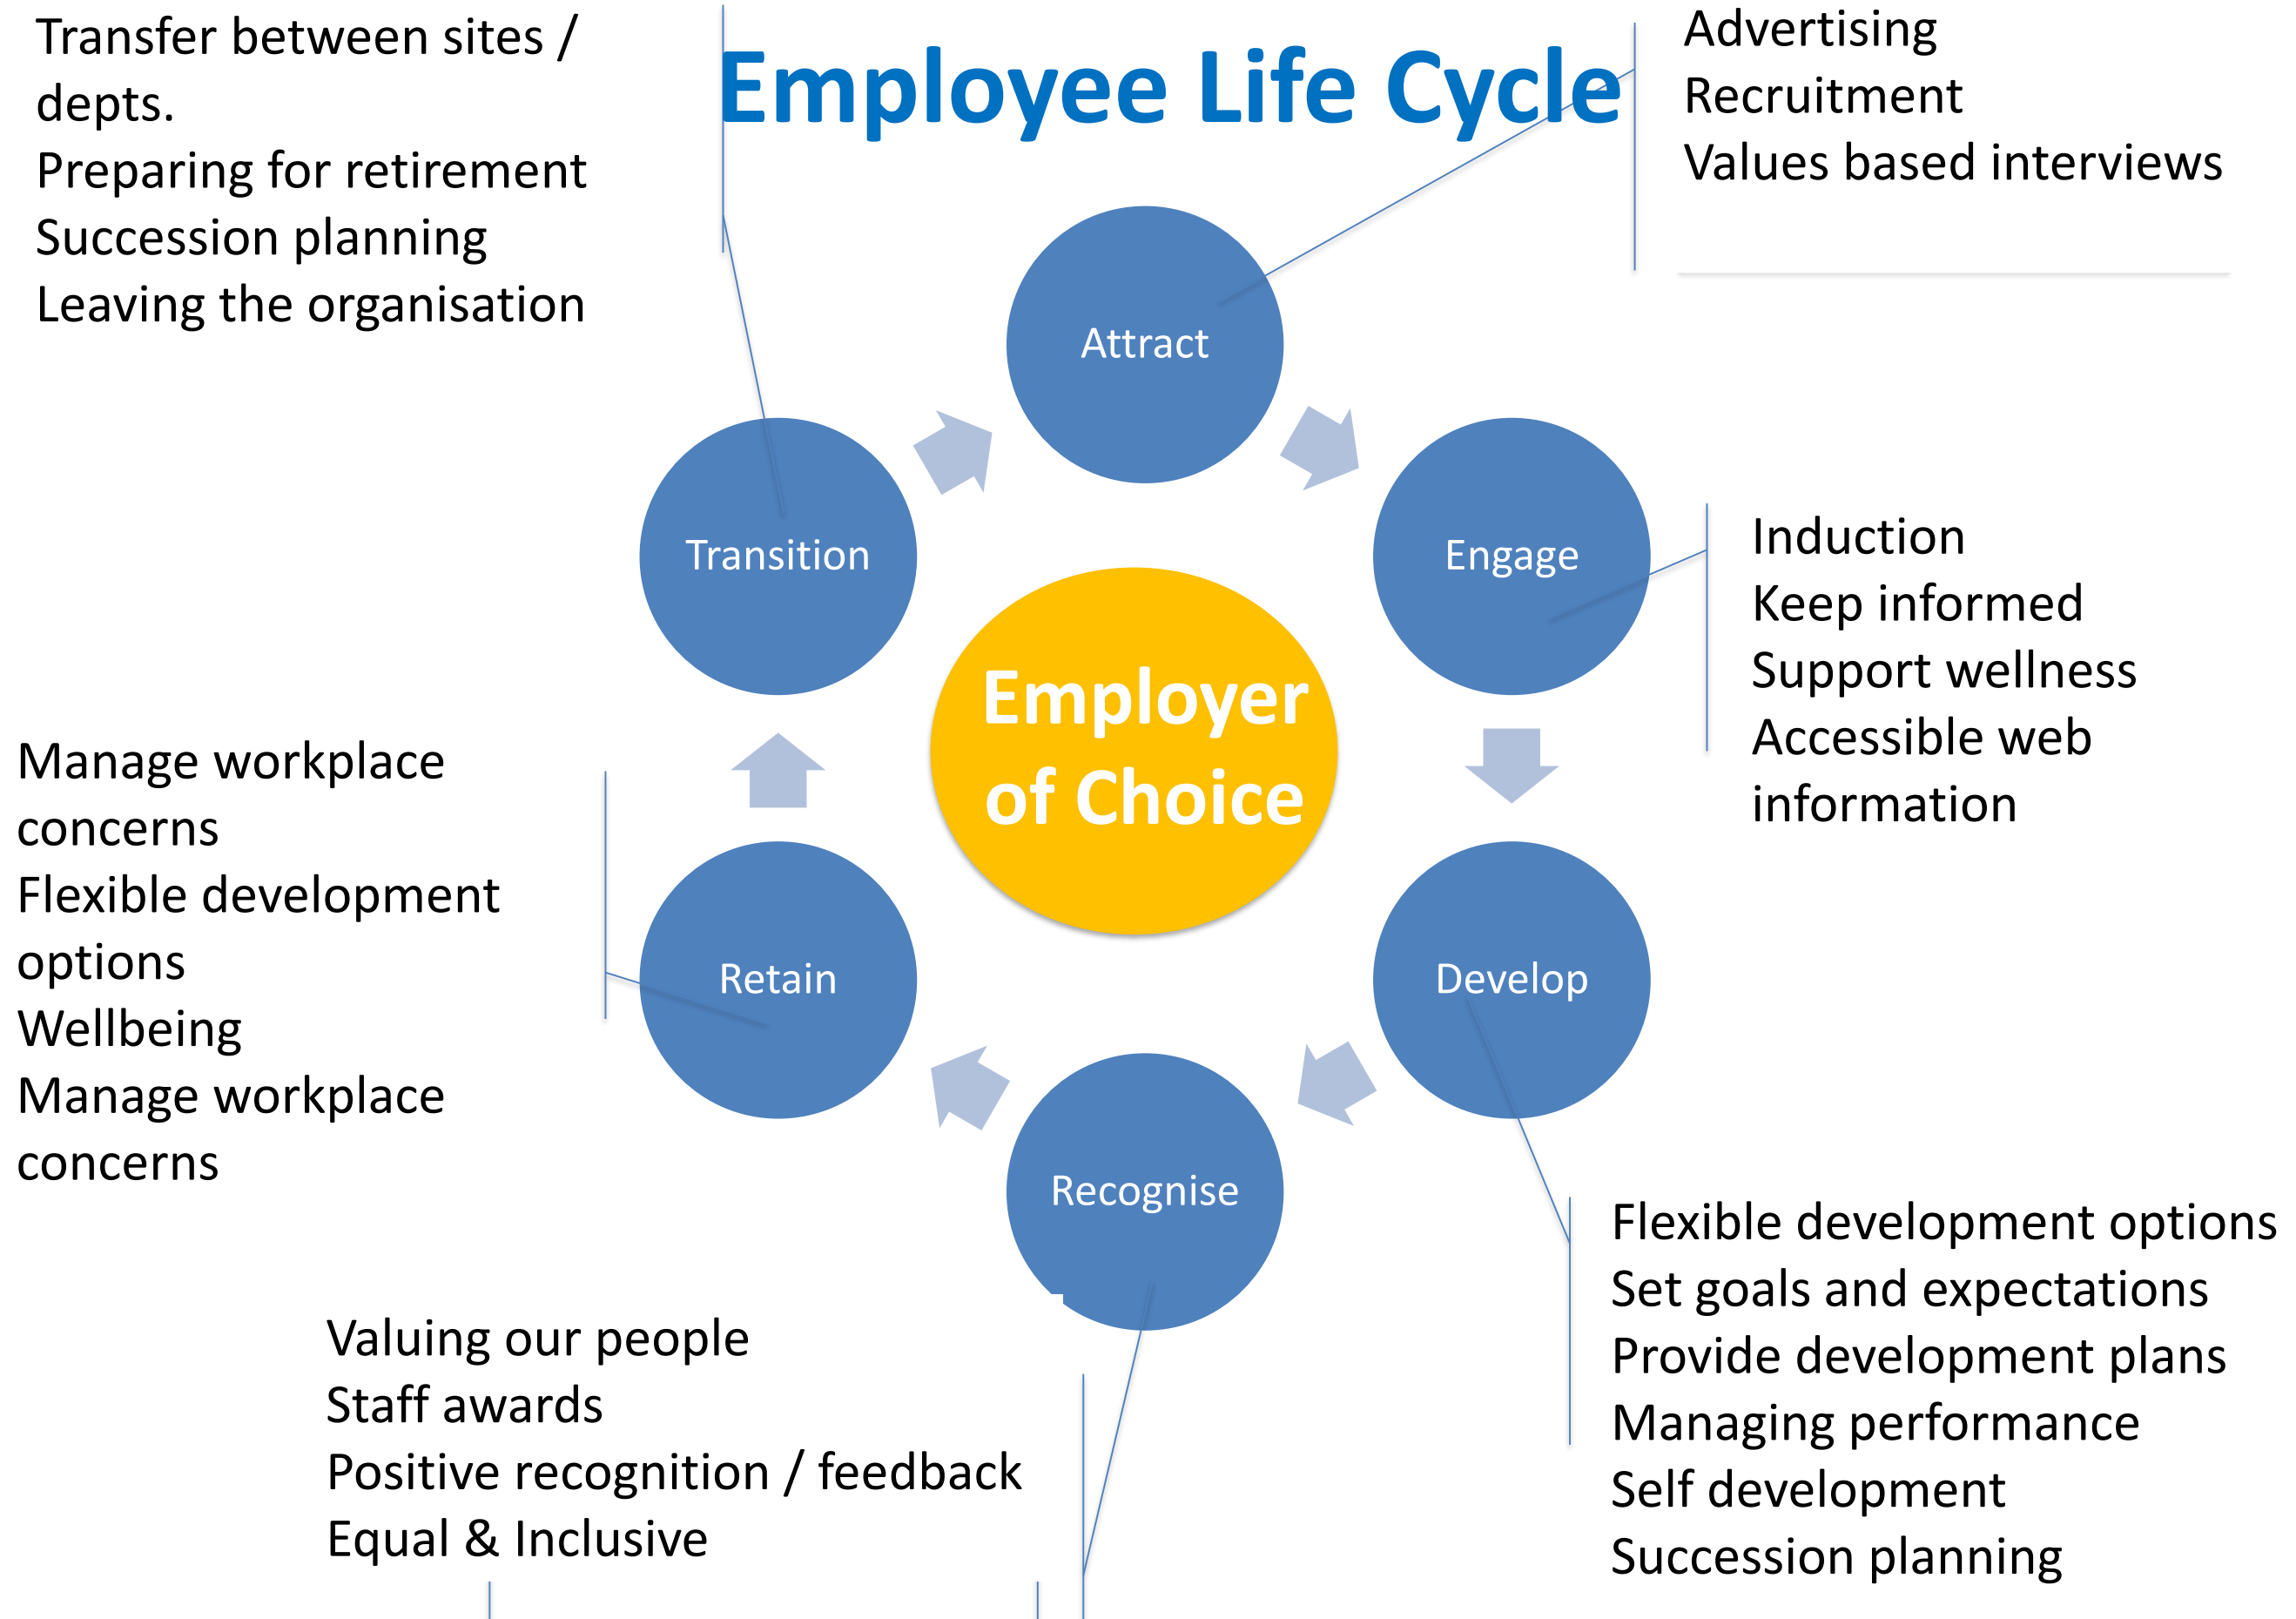 Employee Life Cycle
Transfer between sites /
depts.
Preparing for retirement
Succession planning
Leaving the organisation
Advertising
Recruitment
Values based interviews
Attract
Transition
Engage
Induction
Keep informed
Support wellness
Accessible web
information
Employer
of Choice
Manage workplace
concerns
Flexible development
options
Wellbeing
Manage workplace
concerns
Retain
Develop
Recognise
Flexible development options
Set goals and expectations
Provide development plans
Managing performance
Self development
Succession planning
Valuing our people
Staff awards
Positive recognition / feedback
Equal & Inclusive